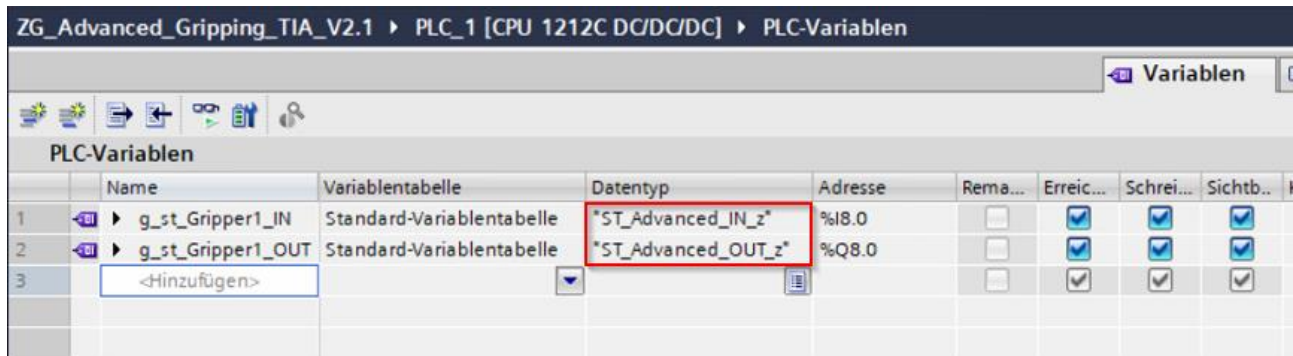 ZG_Advanced_Gripping_TIA_V2.1 ▸ PLC_1 [CPU 1212C DC/DC/DC] ▸ PLC-Variablen
Variablen
PLC-Variablen
Name Variablentabelle Datentyp Adresse Rema... Erreic... Schrei... Sichtb..
1 g_st_Gripper1_IN Standard-Variablentabelle "ST_Advanced_IN_z" %I8.0
2 g_st_Gripper1_OUT Standard-Variablentabelle "ST_Advanced_OUT_z" %Q8.0
3 <Hinzufügen>